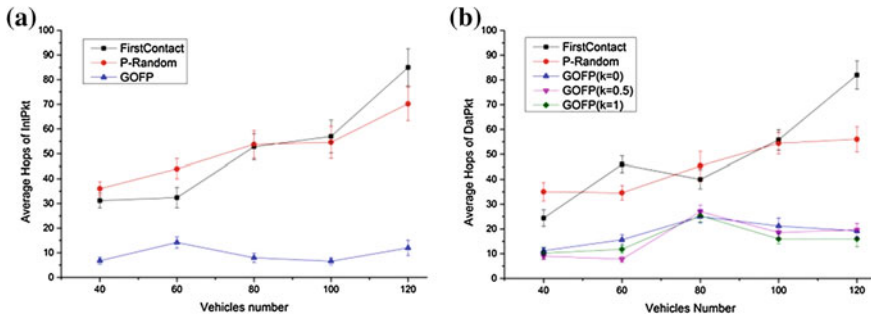 (a)
Average Hops of IntPkt
100
90
80
70
60
50
40
30
20
10
0
FirstContact
P-Random
GOFP
40 60 80 100 120
Vehicles number
(b)
Average Hops of DatPkt
100
90
80
70
60
50
40
30
20
10
0
FirstContact
P-Random
GOFP(k=0)
GOFP(k=0.5)
GOFP(k=1)
40 60 80 100 120
Vehicles Number